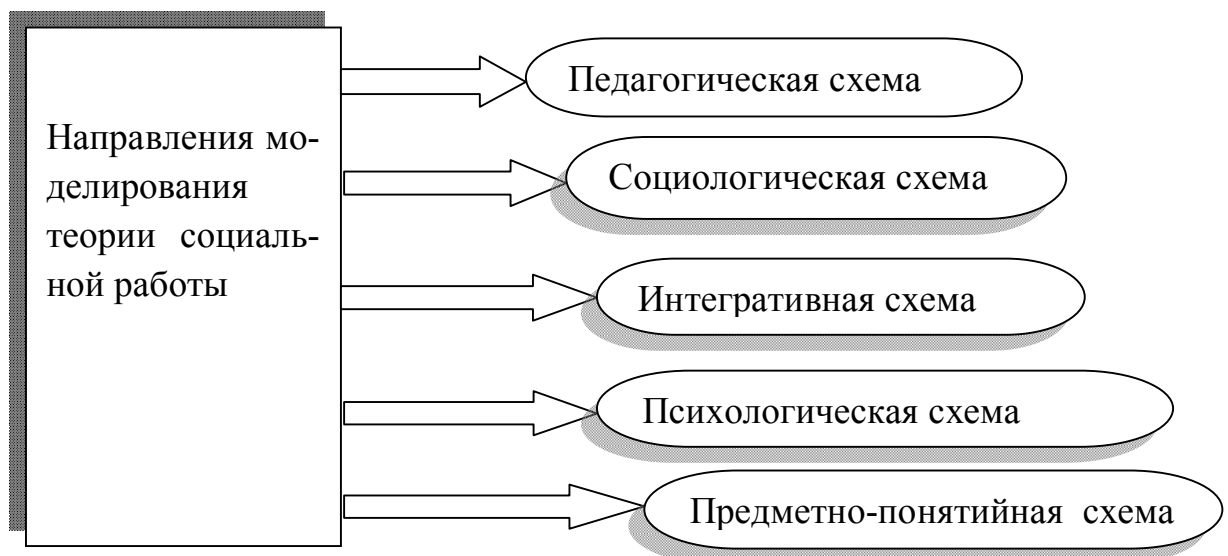 Направления мо-
делирования
теории социаль-
ной работы
Педагогическая схема
Социологическая схема
Интегративная схема
Психологическая схема
Предметно-понятийная схема